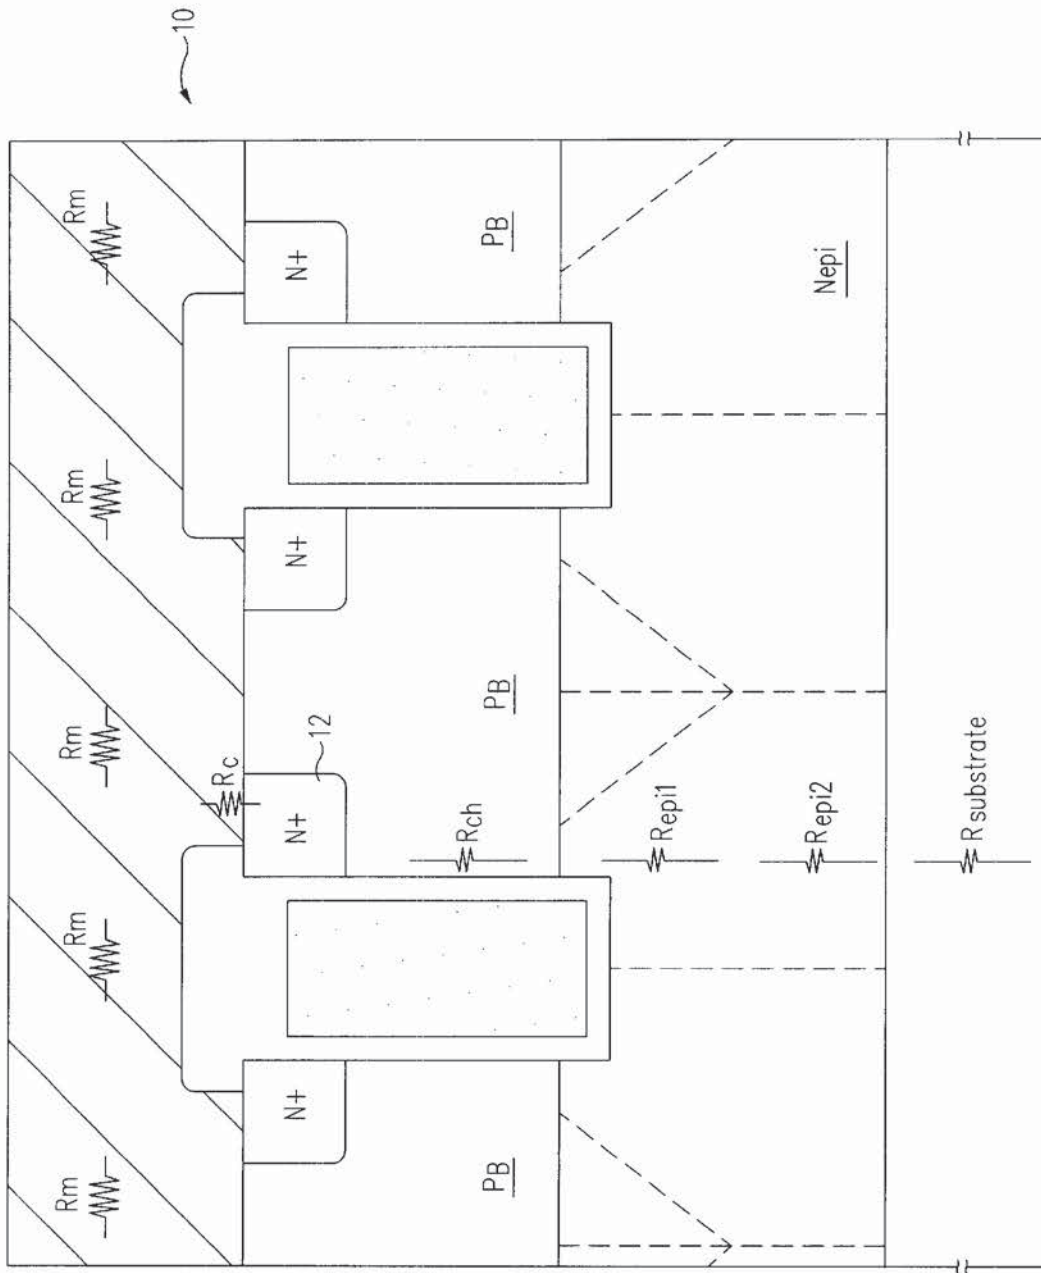 10
Rm
Rm
Rm
Rm
Rm
RC
N+
N+
N+
N+
12
PB
PB
PB
Rch
Nepi
Repi1
Repi2
Rsubstrate